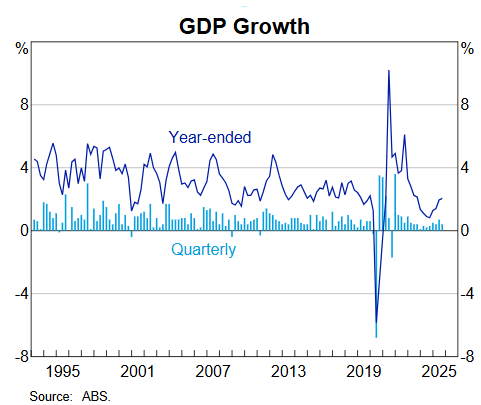 GDP Growth
% %
8 8
Year-ended
4 4
0 0
Quarterly
-4 -4
-8 -8
1995 2001 2007 2013 2019 2025
Source: ABS.